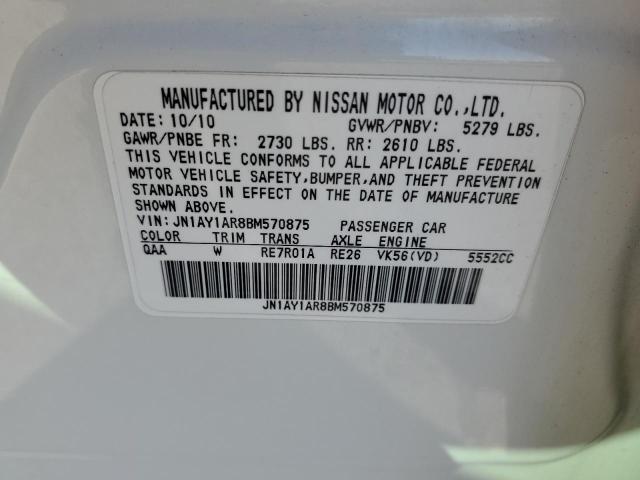 MANUFACTURED BY NISSAN MOTOR CO.,LTD.
DATE: 10/10 GVWR/PNBV: 5279 LBS.
GAWR/PNBE FR: 2730 LBS. RR: 2610 LBS.
THIS VEHICLE CONFORMS TO ALL APPLICABLE FEDERAL
MOTOR VEHICLE SAFETY,BUMPER,AND THEFT PREVENTION
STANDARDS IN EFFECT ON THE DATE OF MANUFACTURE
SHOWN ABOVE.
VIN: JN1AY1AR8BM570875 PASSENGER CAR
COLOR TRIM TRANS AXLE ENGINE
QAA W RE7R01A RE26 VK56(VD) 5552CC
JN1AY1AR8BM570875